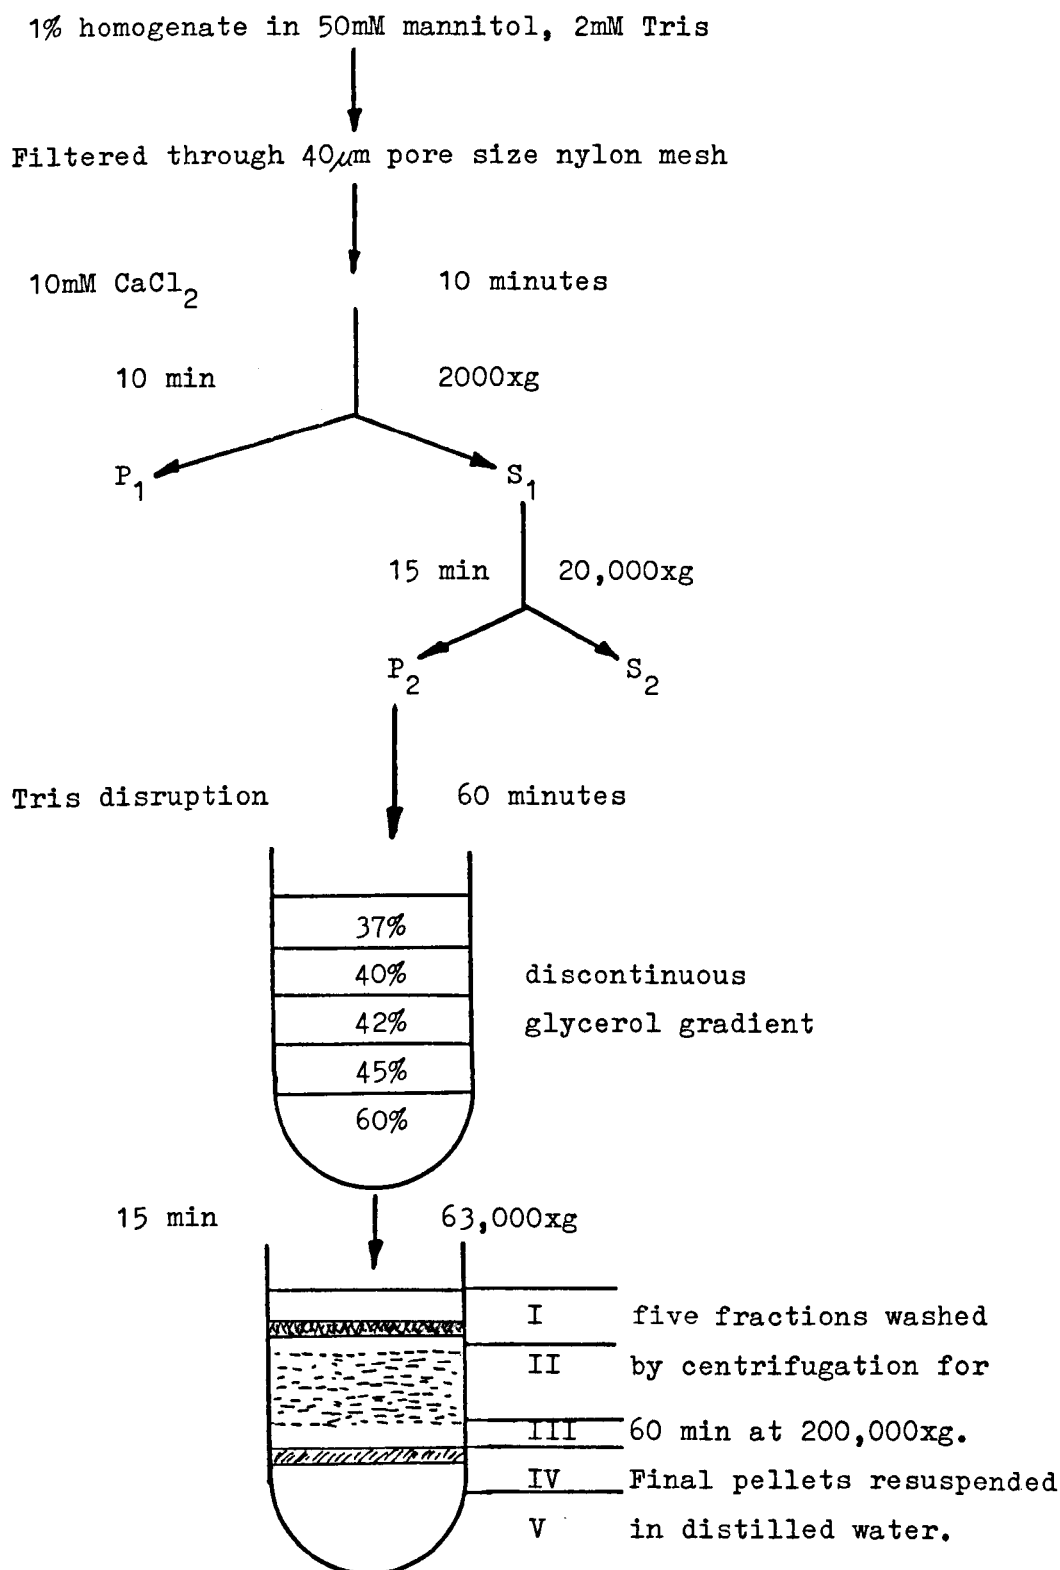 1% homogenate in 50mM mannitol, 2mM Tris
Filtered through 40μm pore size nylon mesh
10mM CaCl₂ 10 minutes
10 min 2000xg
P₁ S₁
15 min 20,000xg
P₂ S₂
Tris disruption 60 minutes
37%
40% discontinuous
42% glycerol gradient
45%
60%
15 min 63,000xg
I five fractions washed
II by centrifugation for
III 60 min at 200,000xg.
IV Final pellets resuspended
V in distilled water.